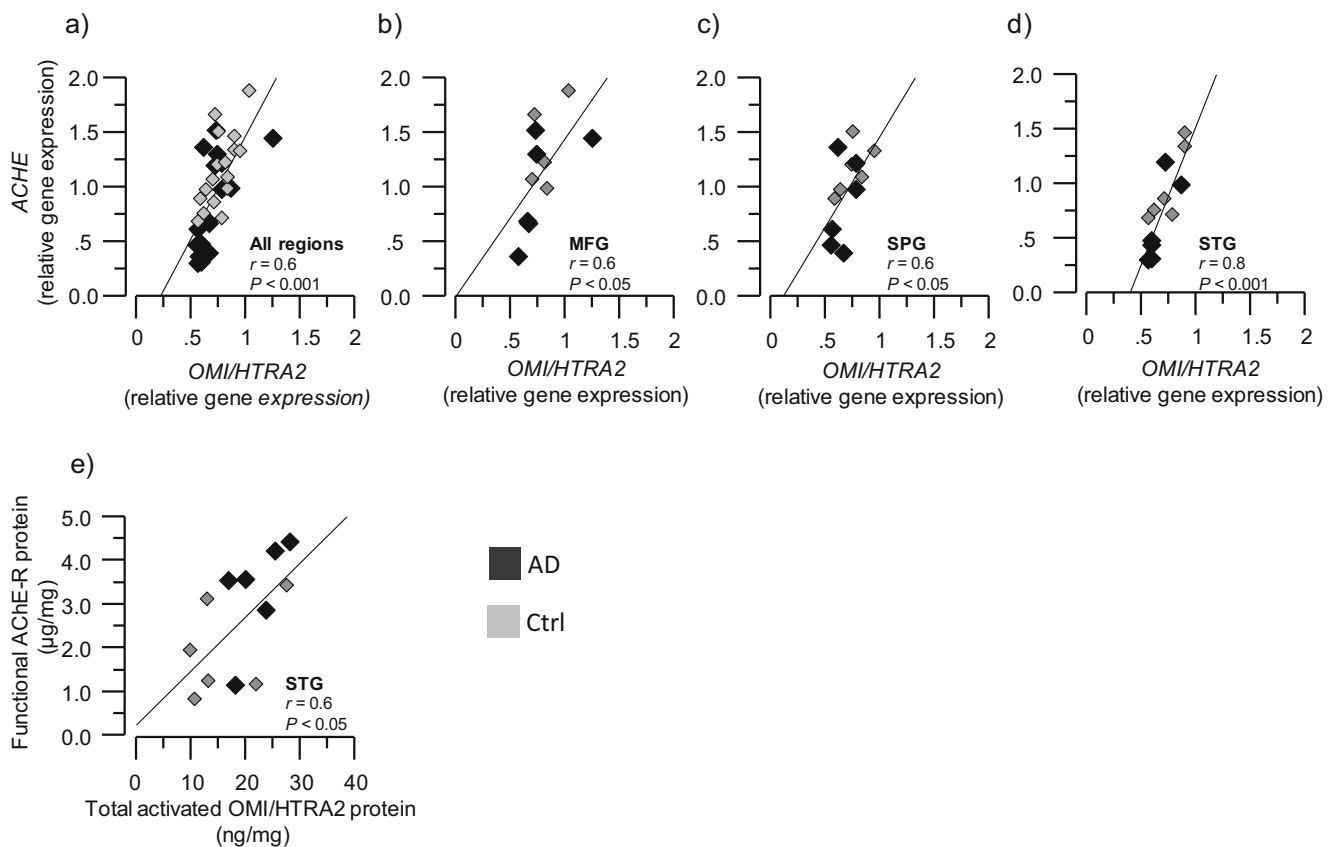 a)
ACHE
(relative gene expression)
2.0
1.5
1.0
.5
0.0
All regions
r = 0.6
P < 0.001
0 .5 1 1.5 2
OMI/HTRA2
(relative gene expression)
b)
2.0
1.5
1.0
.5
0.0
MFG
r = 0.6
P < 0.05
0 .5 1 1.5 2
OMI/HTRA2
(relative gene expression)
c)
2.0
1.5
1.0
.5
0.0
SPG
r = 0.6
P < 0.05
0 .5 1 1.5 2
OMI/HTRA2
(relative gene expression)
d)
2.0
1.5
1.0
.5
0.0
STG
r = 0.8
P < 0.001
0 .5 1 1.5 2
OMI/HTRA2
(relative gene expression)
e)
Functional AChE-R protein
(µg/mg)
5.0
4.0
3.0
2.0
1.0
0.0
STG
r = 0.6
P < 0.05
0 10 20 30 40
Total activated OMI/HTRA2 protein
(ng/mg)
AD
Ctrl